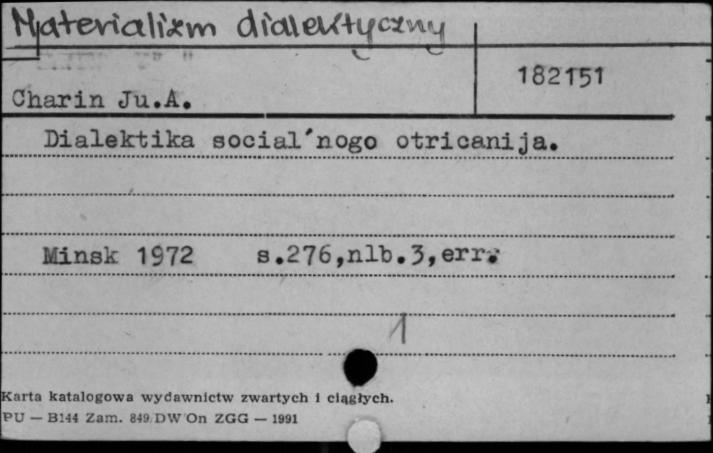 Materializm dialektyczny
182151
Charin Ju.A.
Dialektika social´nogo otricanija.
Minsk 1972 s.276,nlb.3,err.
1
Karta katalogowa wydawnictw zwartych i ciągłych.
PU — B144 Zam. 849/DW/On ZGG — 1991